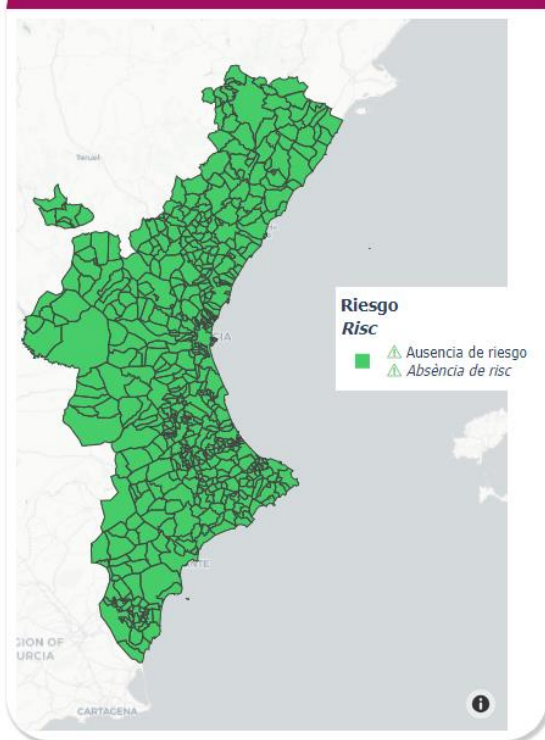 Teruel
Riesgo
Risc
Ausencia de riesgo
Absència de risc
CARTAGENA